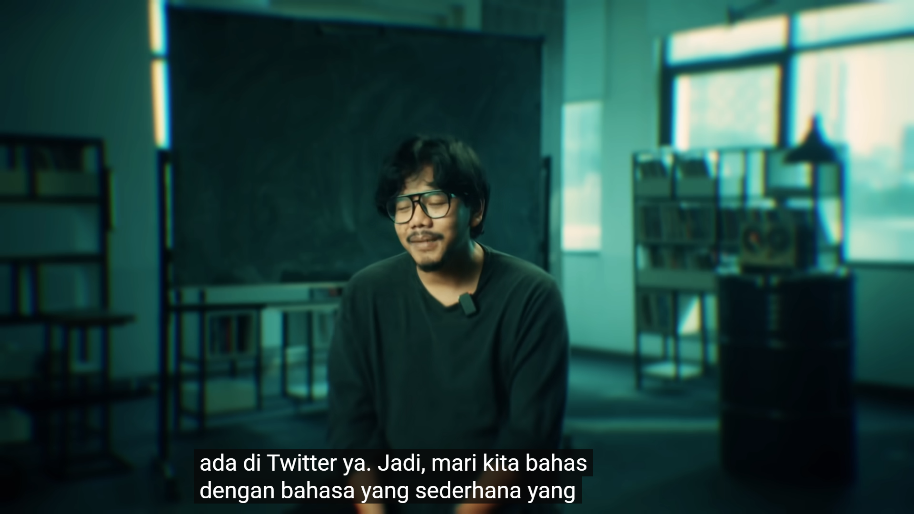 ada di Twitter ya. Jadi, mari kita bahas
dengan bahasa yang sederhana yang